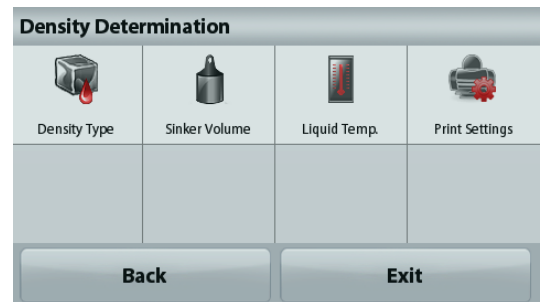 Density Determination
Density Type
Sinker Volume
Liquid Temp.
Print Settings
Back
Exit